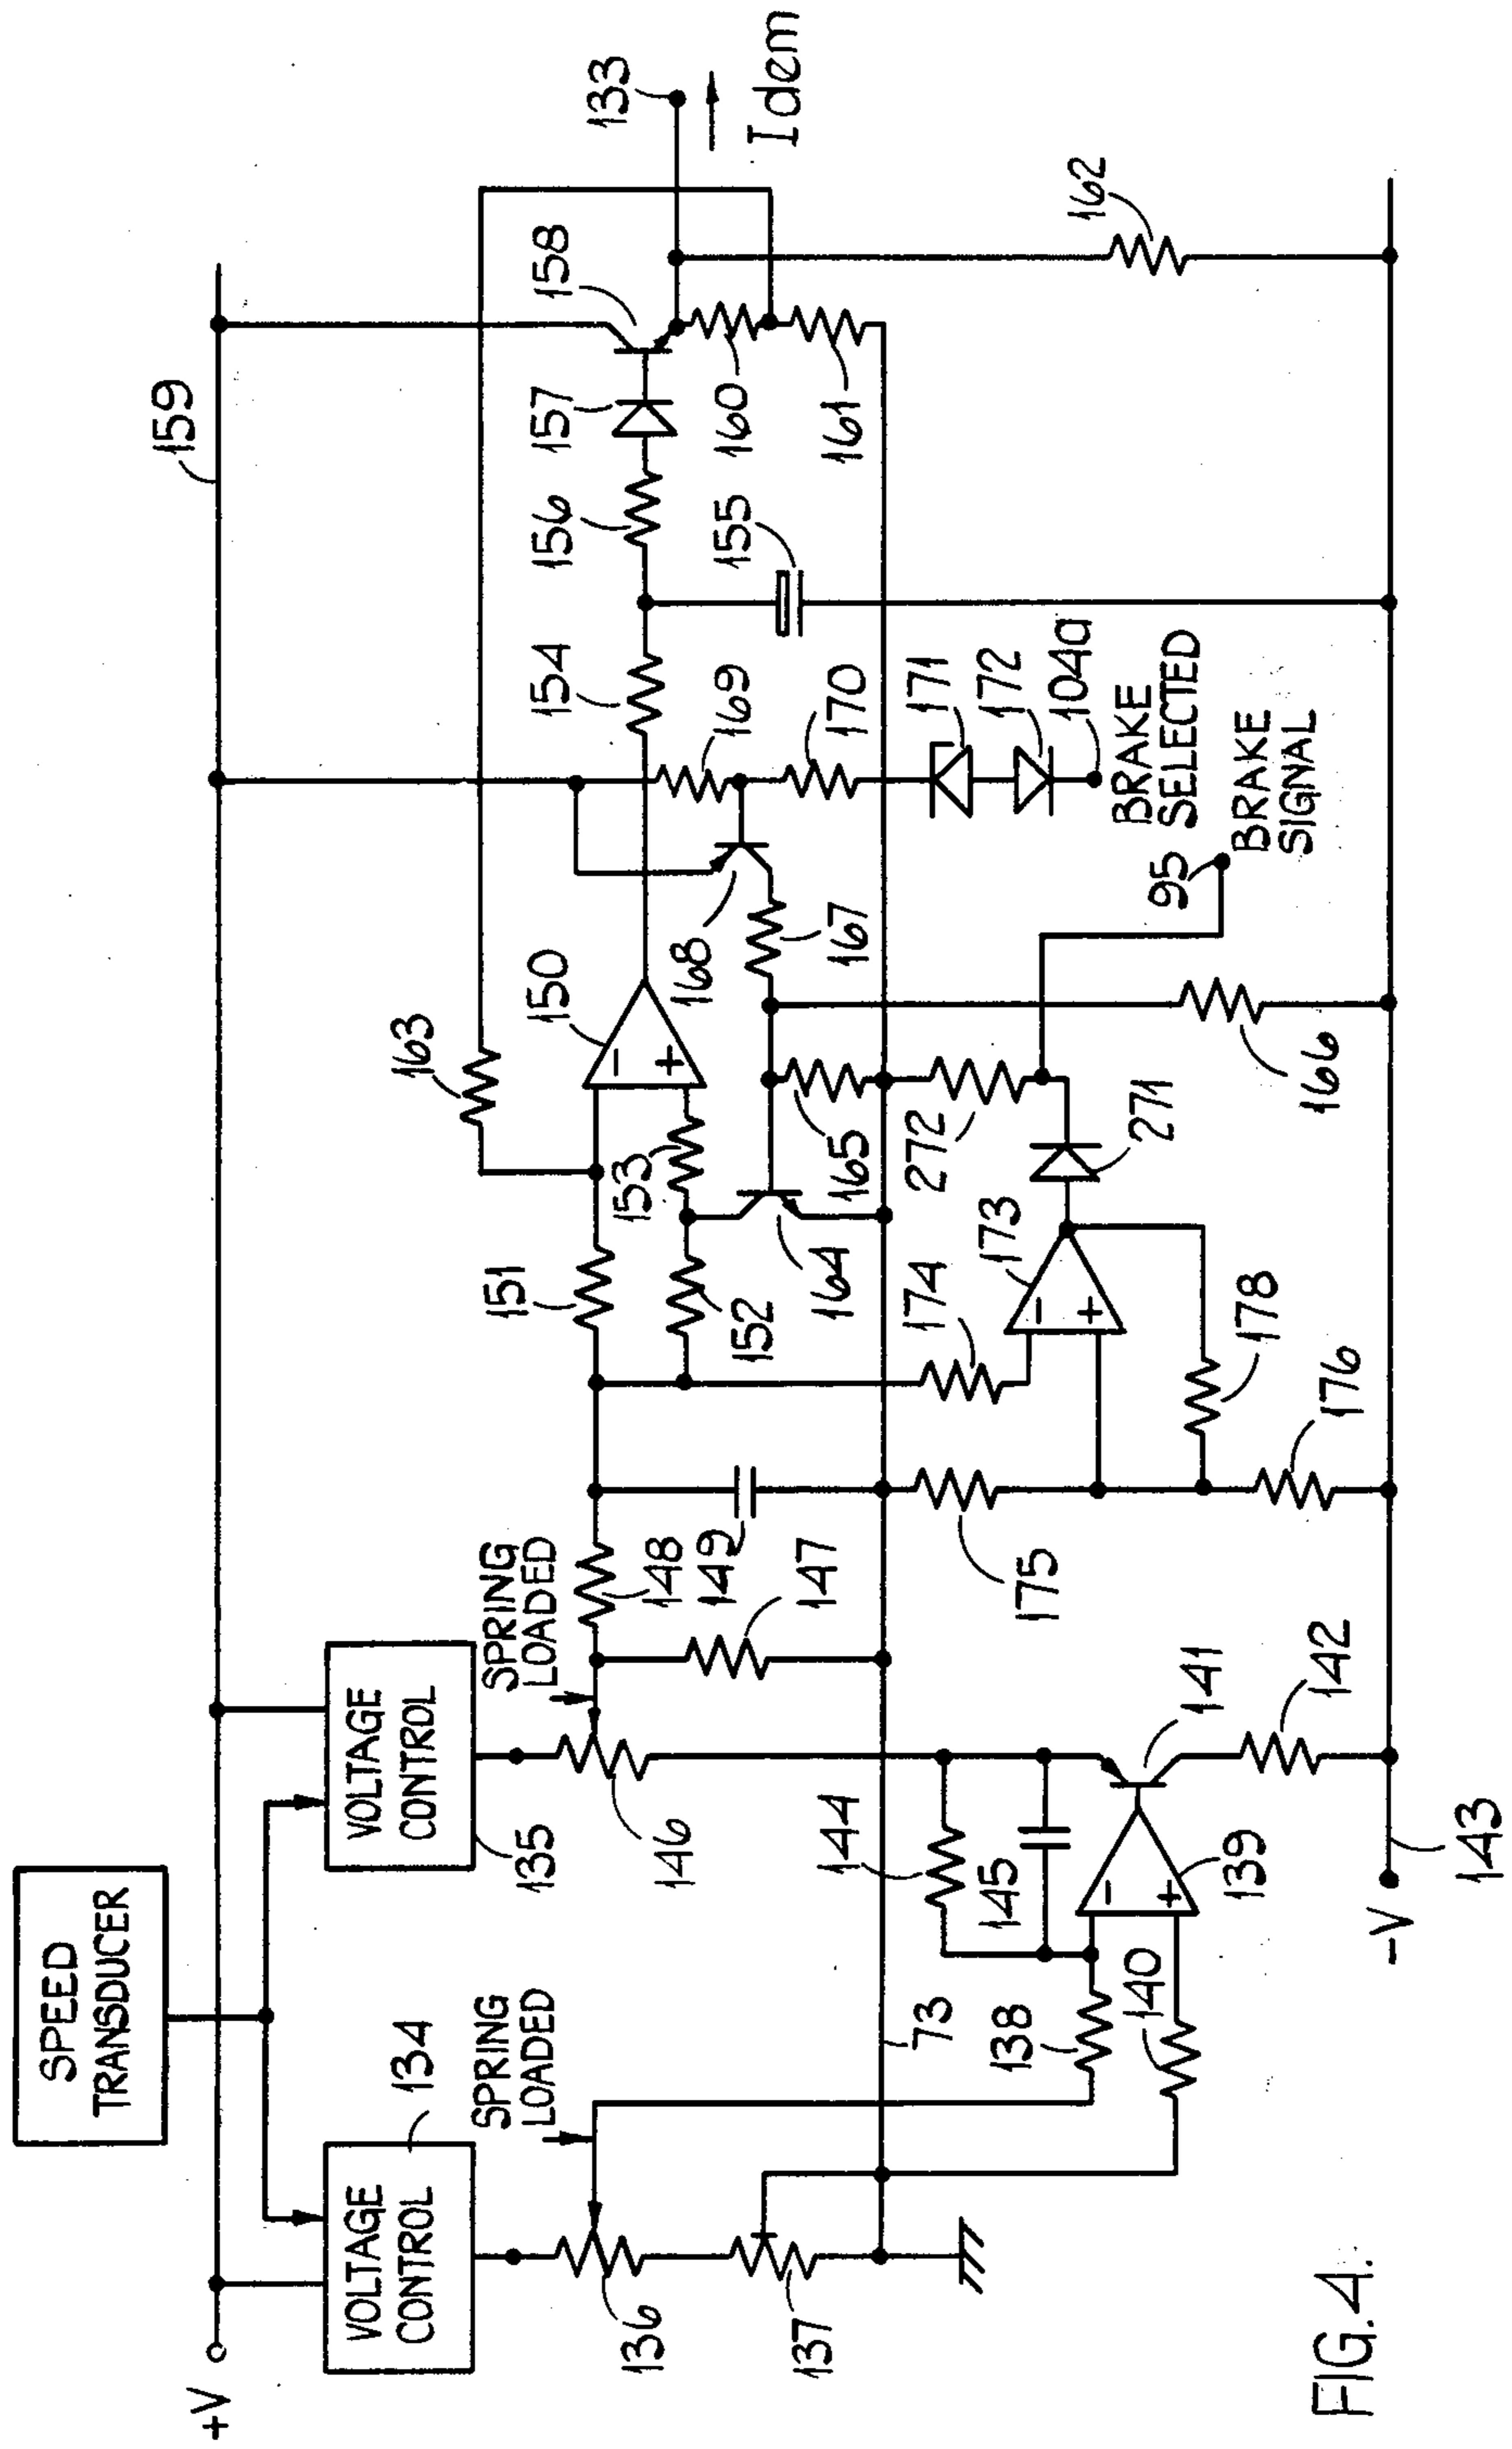 SPEED
TRANSDUCER
+V
159
VOLTAGE
CONTROL
134
VOLTAGE
CONTROL
135
SPRING
LOADED
SPRING
LOADED
136
137
146
148
149
147
151
163
150
−
+
152
153
164
165
168
167
154
169
170
171
172
104a
BRAKE
SELECTED
95
BRAKE
SIGNAL
156
155
157
158
160
161
133
Idem
162
73
138
140
144
145
139
−
+
141
142
143
−V
175
174
173
−
+
178
176
272
271
166
FIG.4.